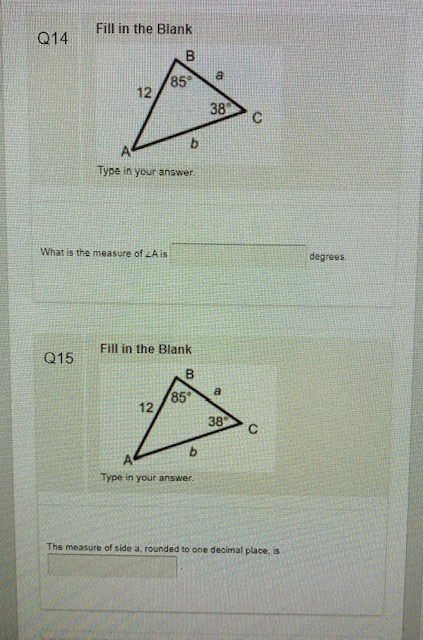 Q14
Fill in the Blank
B
85°
a
12
38°
C
A
b
Type in your answer.
What is the measure of ∠A is
degrees.
Q15
Fill in the Blank
B
85°
a
12
38°
C
A
b
Type in your answer.
The measure of side a, rounded to one decimal place, is